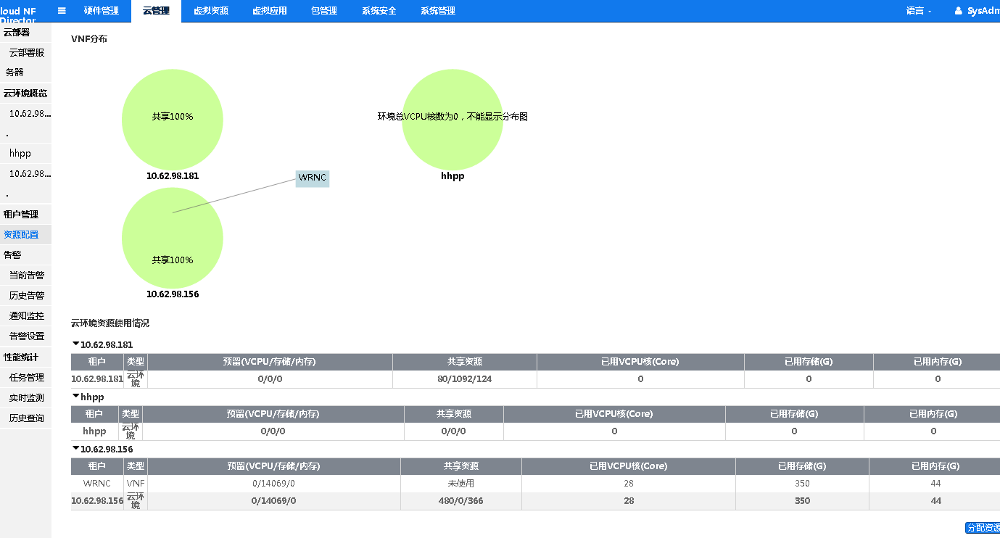 loud NF
Director
硬件管理
云管理
虚拟资源
虚拟应用
包管理
系统安全
系统管理
语言
SysAdm
云部署
云部署服
务器
云环境概览
10.62.98...
.
hhpp
10.62.98...
.
租户管理
资源配置
告警
当前告警
历史告警
通知监控
告警设置
性能统计
任务管理
实时监测
历史查询
VNF分布
共享100%
10.62.98.181
环境总VCPU核数为0，不能显示分布图
hhpp
WRNC
共享100%
10.62.98.156
云环境资源使用情况
10.62.98.181
租户 类型 预留(VCPU/存储/内存) 共享资源 已用VCPU核(Core) 已用存储(G) 已用内存(G)
10.62.98.181 云环境 0/0/0 80/1092/124 0 0 0
hhpp
租户 类型 预留(VCPU/存储/内存) 共享资源 已用VCPU核(Core) 已用存储(G) 已用内存(G)
hhpp 云环境 0/0/0 0/0/0 0 0 0
10.62.98.156
租户 类型 预留(VCPU/存储/内存) 共享资源 已用VCPU核(Core) 已用存储(G) 已用内存(G)
WRNC VNF 0/14069/0 未使用 28 350 44
10.62.98.156 云环境 0/14069/0 480/0/366 28 350 44
分配资源